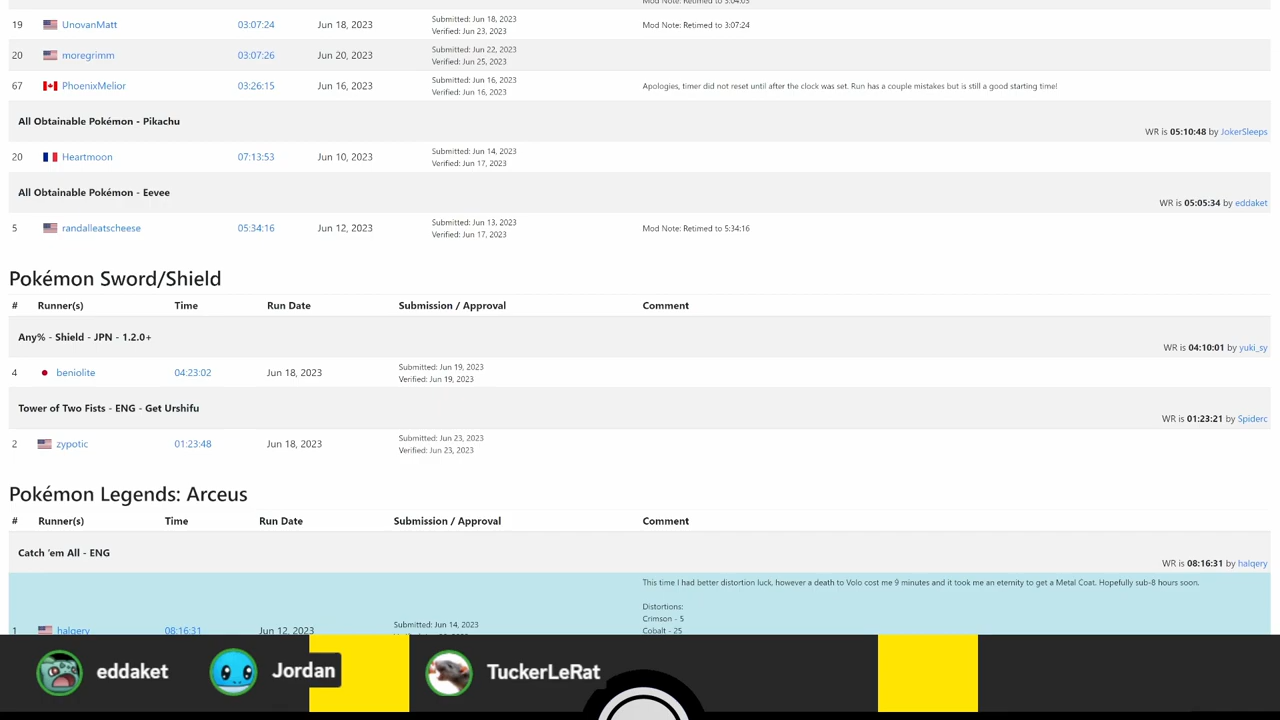 Mod Note: Retimed to 3:04:05
19 UnovanMatt 03:07:24 Jun 18, 2023 Submitted: Jun 18, 2023 Mod Note: Retimed to 3:07:24
Verified: Jun 23, 2023
20 moregrimm 03:07:26 Jun 20, 2023 Submitted: Jun 22, 2023
Verified: Jun 25, 2023
67 PhoenixMelior 03:26:15 Jun 16, 2023 Submitted: Jun 16, 2023 Apologies, timer did not reset until after the clock was set. Run has a couple mistakes but is still a good starting time!
Verified: Jun 16, 2023
All Obtainable Pokémon - Pikachu
WR is 05:10:48 by JokerSleeps
20 Heartmoon 07:13:53 Jun 10, 2023 Submitted: Jun 14, 2023
Verified: Jun 17, 2023
All Obtainable Pokémon - Eevee
WR is 05:05:34 by eddaket
5 randalleatscheese 05:34:16 Jun 12, 2023 Submitted: Jun 13, 2023 Mod Note: Retimed to 5:34:16
Verified: Jun 17, 2023
Pokémon Sword/Shield
# Runner(s) Time Run Date Submission / Approval Comment
Any% - Shield - JPN - 1.2.0+
WR is 04:10:01 by yuki_sy
4 beniolite 04:23:02 Jun 18, 2023 Submitted: Jun 19, 2023
Verified: Jun 19, 2023
Tower of Two Fists - ENG - Get Urshifu
WR is 01:23:21 by Spiderc
2 zypotic 01:23:48 Jun 18, 2023 Submitted: Jun 23, 2023
Verified: Jun 23, 2023
Pokémon Legends: Arceus
# Runner(s) Time Run Date Submission / Approval Comment
Catch 'em All - ENG
WR is 08:16:31 by halqery
This time I had better distortion luck, however a death to Volo cost me 9 minutes and it took me an eternity to get a Metal Coat. Hopefully sub-8 hours soon.
Distortions:
Crimson - 5
1 halqery 08:16:31 Jun 12, 2023 Submitted: Jun 14, 2023 Cobalt - 25
eddaket Jordan TuckerLeRat